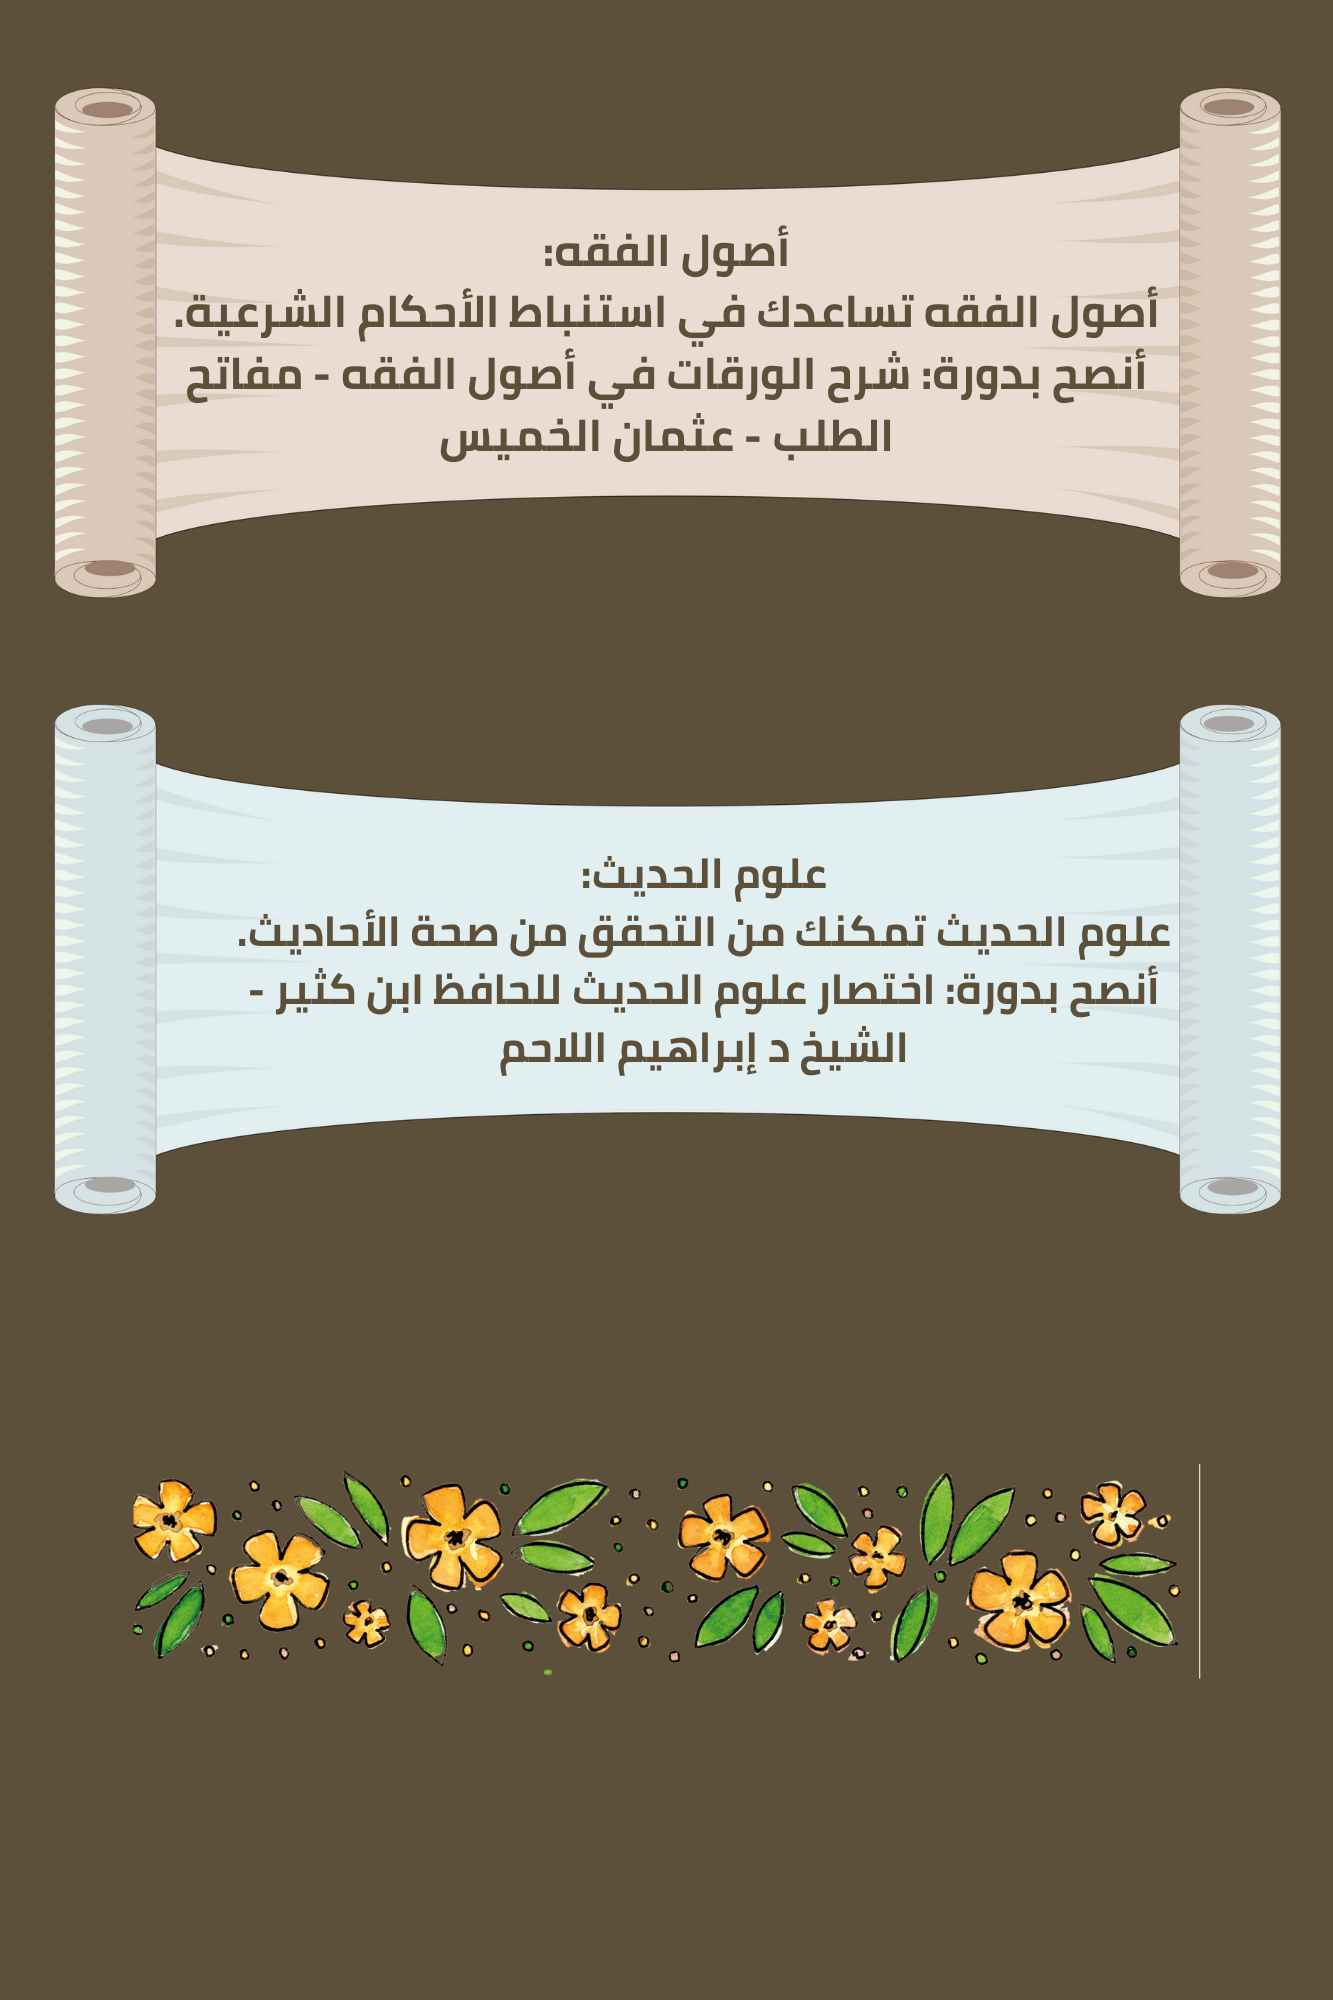 أصول الفقه:
أصول الفقه تساعدك في استنباط الأحكام الشرعية.
أنصح بدورة: شرح الورقات في أصول الفقه - مفاتح
الطلب - عثمان الخميس
علوم الحديث:
علوم الحديث تمكنك من التحقق من صحة الأحاديث.
أنصح بدورة: اختصار علوم الحديث للحافظ ابن كثير -
الشيخ د إبراهيم اللاحم